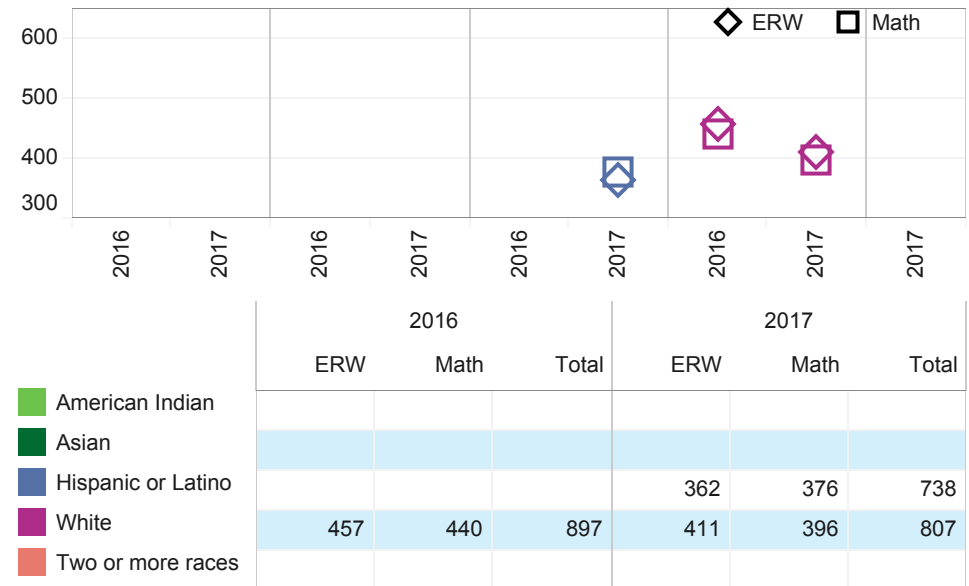 600
ERW Math
500
400
300
2016 2017 2016 2017 2016 2017 2016 2017 2017
2016 2017
ERW Math Total ERW Math Total
American Indian
Asian
Hispanic or Latino 362 376 738
White 457 440 897 411 396 807
Two or more races